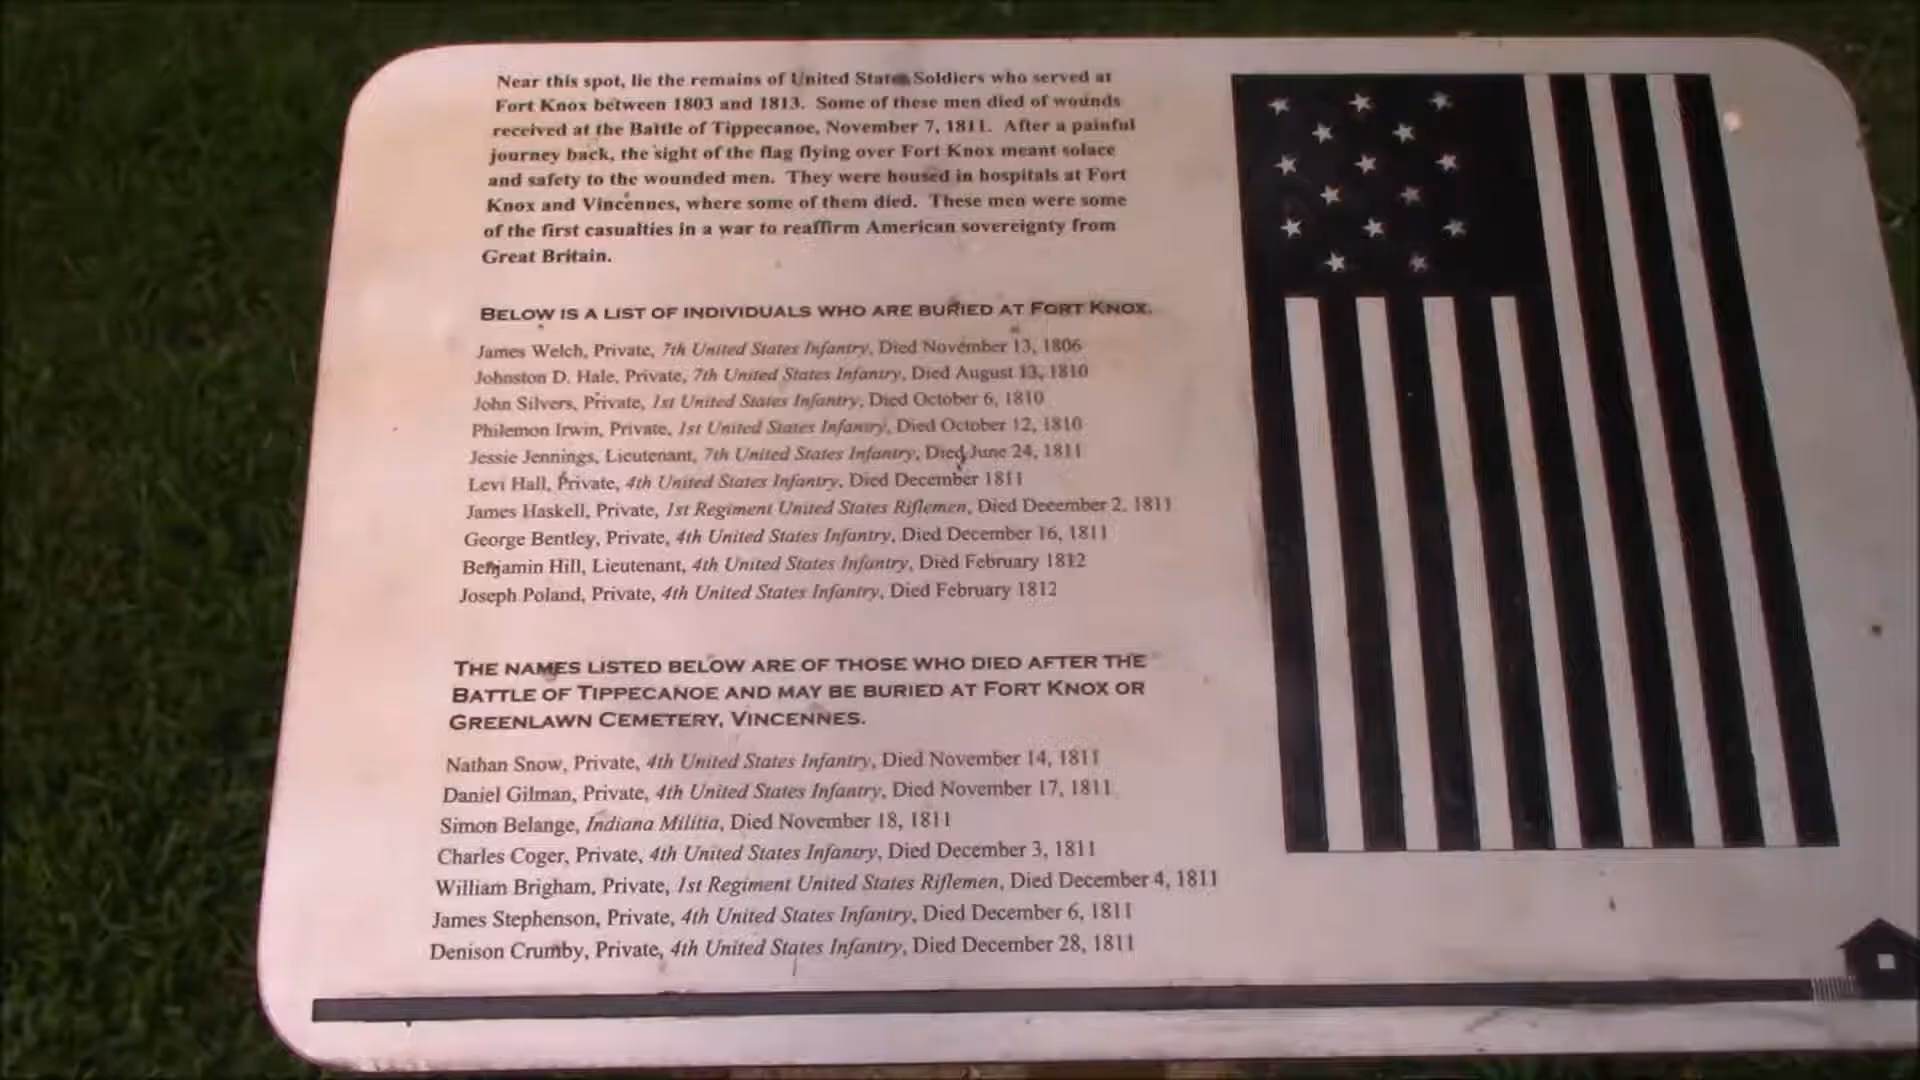 Near this spot, lie the remains of United States Soldiers who served at
Fort Knox between 1803 and 1813. Some of these men died of wounds
received at the Battle of Tippecanoe, November 7, 1811. After a painful
journey back, the sight of the flag flying over Fort Knox meant solace
and safety to the wounded men. They were housed in hospitals at Fort
Knox and Vincennes, where some of them died. These men were some
of the first casualties in a war to reaffirm American sovereignty from
Great Britain.
BELOW IS A LIST OF INDIVIDUALS WHO ARE BURIED AT FORT KNOX.
James Welch, Private, 7th United States Infantry, Died November 13, 1806
Johnston D. Hale, Private, 7th United States Infantry, Died August 13, 1810
John Silvers, Private, 1st United States Infantry, Died October 6, 1810
Philemon Irwin, Private, 1st United States Infantry, Died October 12, 1810
Jessie Jennings, Lieutenant, 7th United States Infantry, Died June 24, 1811
Levi Hall, Private, 4th United States Infantry, Died December 1811
James Haskell, Private, 1st Regiment United States Riflemen, Died December 2, 1811
George Bentley, Private, 4th United States Infantry, Died December 16, 1811
Benjamin Hill, Lieutenant, 4th United States Infantry, Died February 1812
Joseph Poland, Private, 4th United States Infantry, Died February 1812
THE NAMES LISTED BELOW ARE OF THOSE WHO DIED AFTER THE
BATTLE OF TIPPECANOE AND MAY BE BURIED AT FORT KNOX OR
GREENLAWN CEMETERY, VINCENNES.
Nathan Snow, Private, 4th United States Infantry, Died November 14, 1811
Daniel Gilman, Private, 4th United States Infantry, Died November 17, 1811
Simon Belange, Indiana Militia, Died November 18, 1811
Charles Coger, Private, 4th United States Infantry, Died December 3, 1811
William Brigham, Private, 1st Regiment United States Riflemen, Died December 4, 1811
James Stephenson, Private, 4th United States Infantry, Died December 6, 1811
Denison Crumby, Private, 4th United States Infantry, Died December 28, 1811